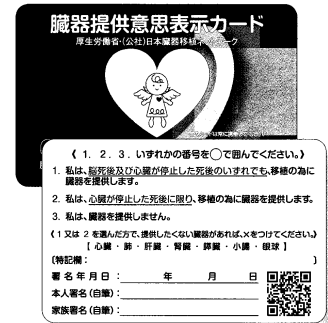 臓器提供意思表示カード
厚生労働省・(公社)日本臓器移植ネットワーク
《 1. 2. 3. いずれかの番号を○で囲んでください。》
1. 私は、脳死後及び心臓が停止した死後のいずれでも、移植の為に
臓器を提供します。
2. 私は、心臓が停止した死後に限り、移植の為に臓器を提供します。
3. 私は、臓器を提供しません。
《1又は2を選んだ方で、提供したくない臓器があれば、×をつけてください。》
【 心臓・肺・肝臓・腎臓・膵臓・小腸・眼球 】
〔特記欄: 〕
署名年月日: 年 月 日
本人署名(自筆):
家族署名(自筆):